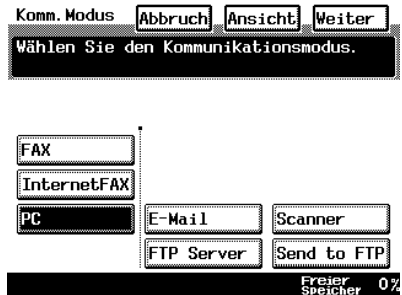 Komm. Modus Abbruch Ansicht Weiter
Wählen Sie den Kommunikationsmodus.
FAX
InternetFAX
PC E-Mail Scanner
FTP Server Send to FTP
Freier Speicher 0%